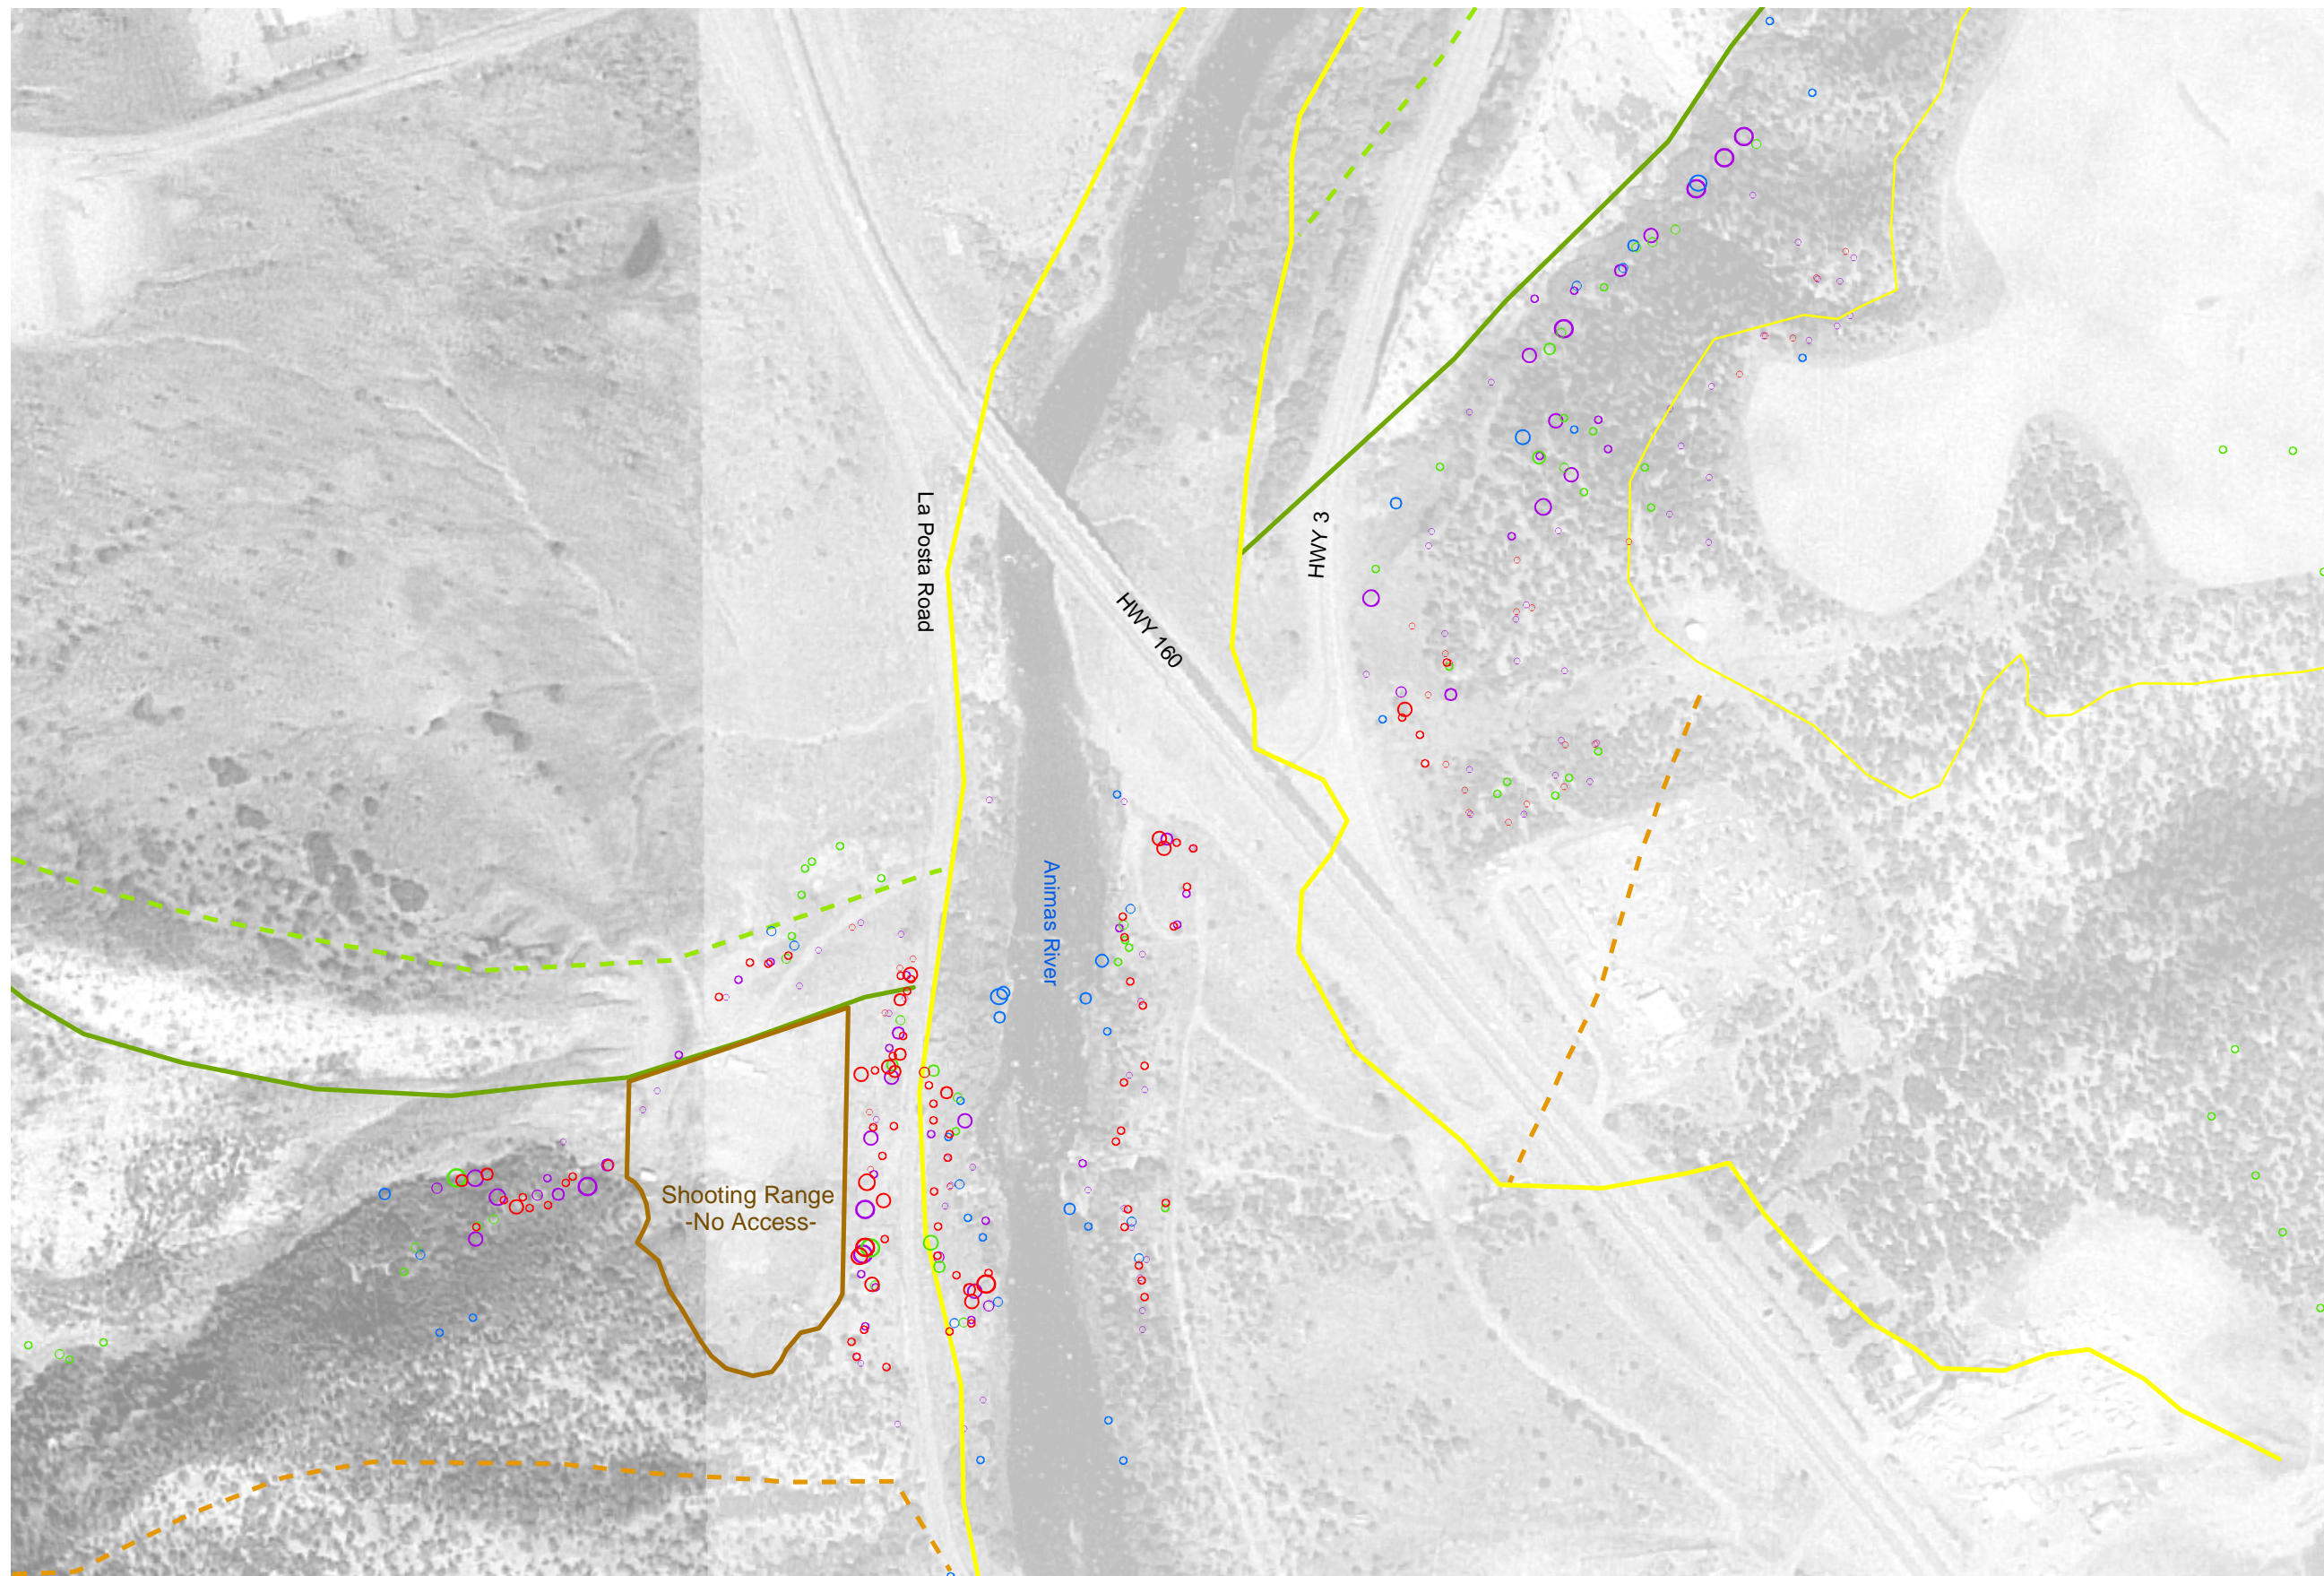 La Posta Road
HWY 3
HWY 160
Animas River
Shooting Range
-No Access-